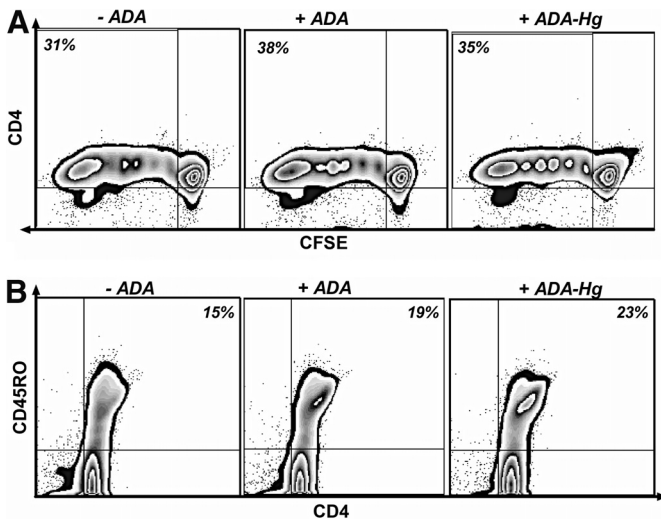 A
- ADA
+ ADA
+ ADA-Hg
31%
38%
35%
CD4
CFSE
B
- ADA
+ ADA
+ ADA-Hg
15%
19%
23%
CD45RO
CD4